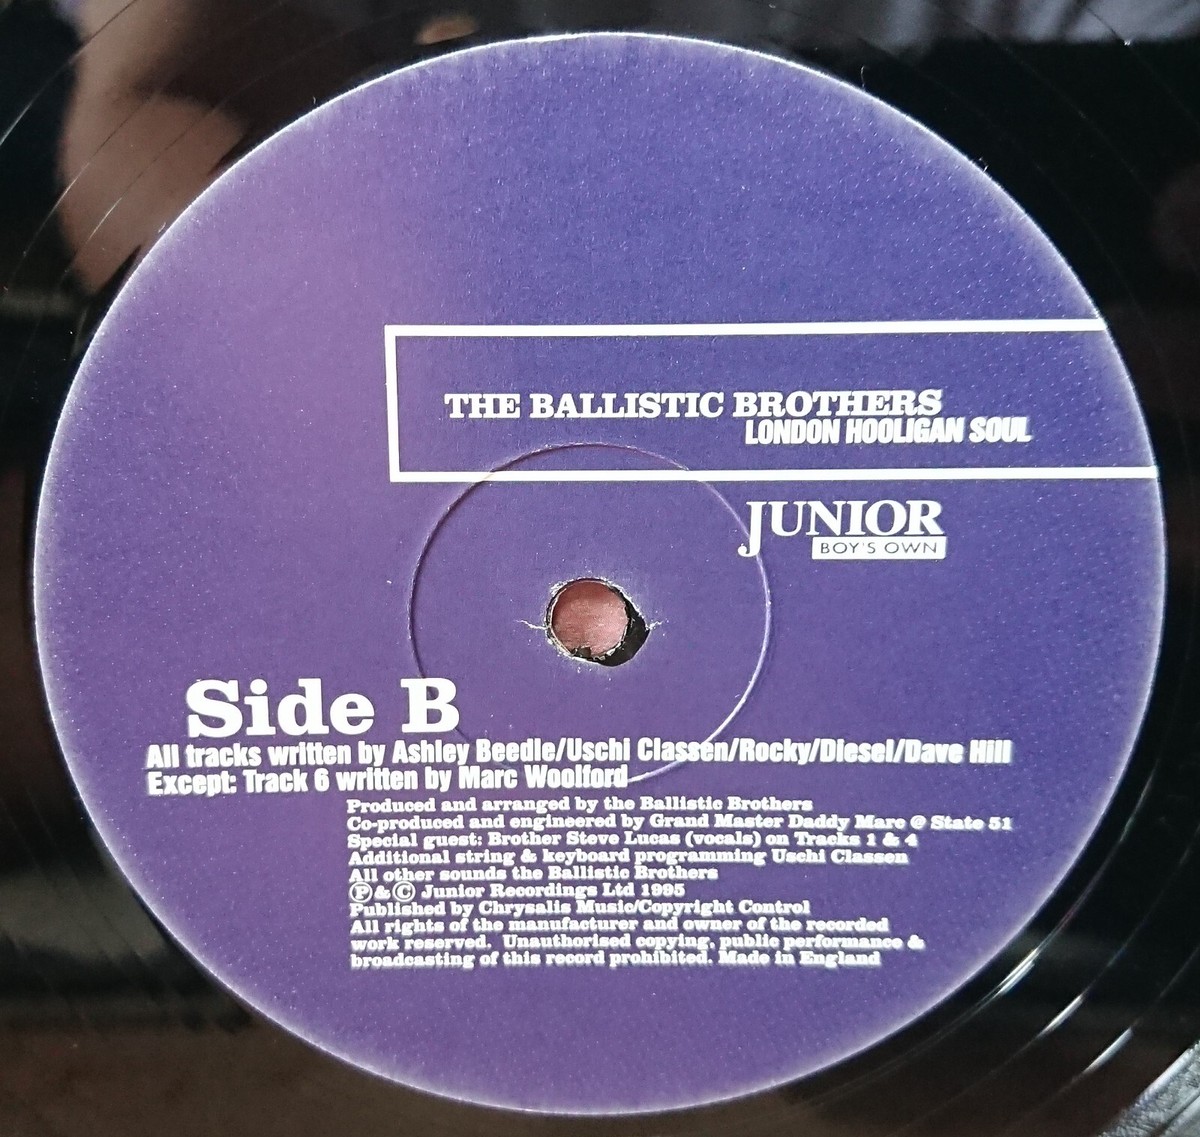 THE BALLISTIC BROTHERS
LONDON HOOLIGAN SOUL
JUNIOR
BOY'S OWN
Side B
All tracks written by Ashley Beedle/Uschi Classen/Rocky/Diesel/Dave Hill
Except: Track 6 written by Marc Woolford
Produced and arranged by the Ballistic Brothers
Co-produced and engineered by Grand Master Daddy Marc @ State 51
Special guest: Brother Steve Lucas (vocals) on Tracks 1 & 4
Additional string & keyboard programming Uschi Classen
All other sounds the Ballistic Brothers
Ⓟ & © Junior Recordings Ltd 1995
Published by Chrysalis Music/Copyright Control
All rights of the manufacturer and owner of the recorded
work reserved. Unauthorised copying, public performance &
broadcasting of this record prohibited. Made in England